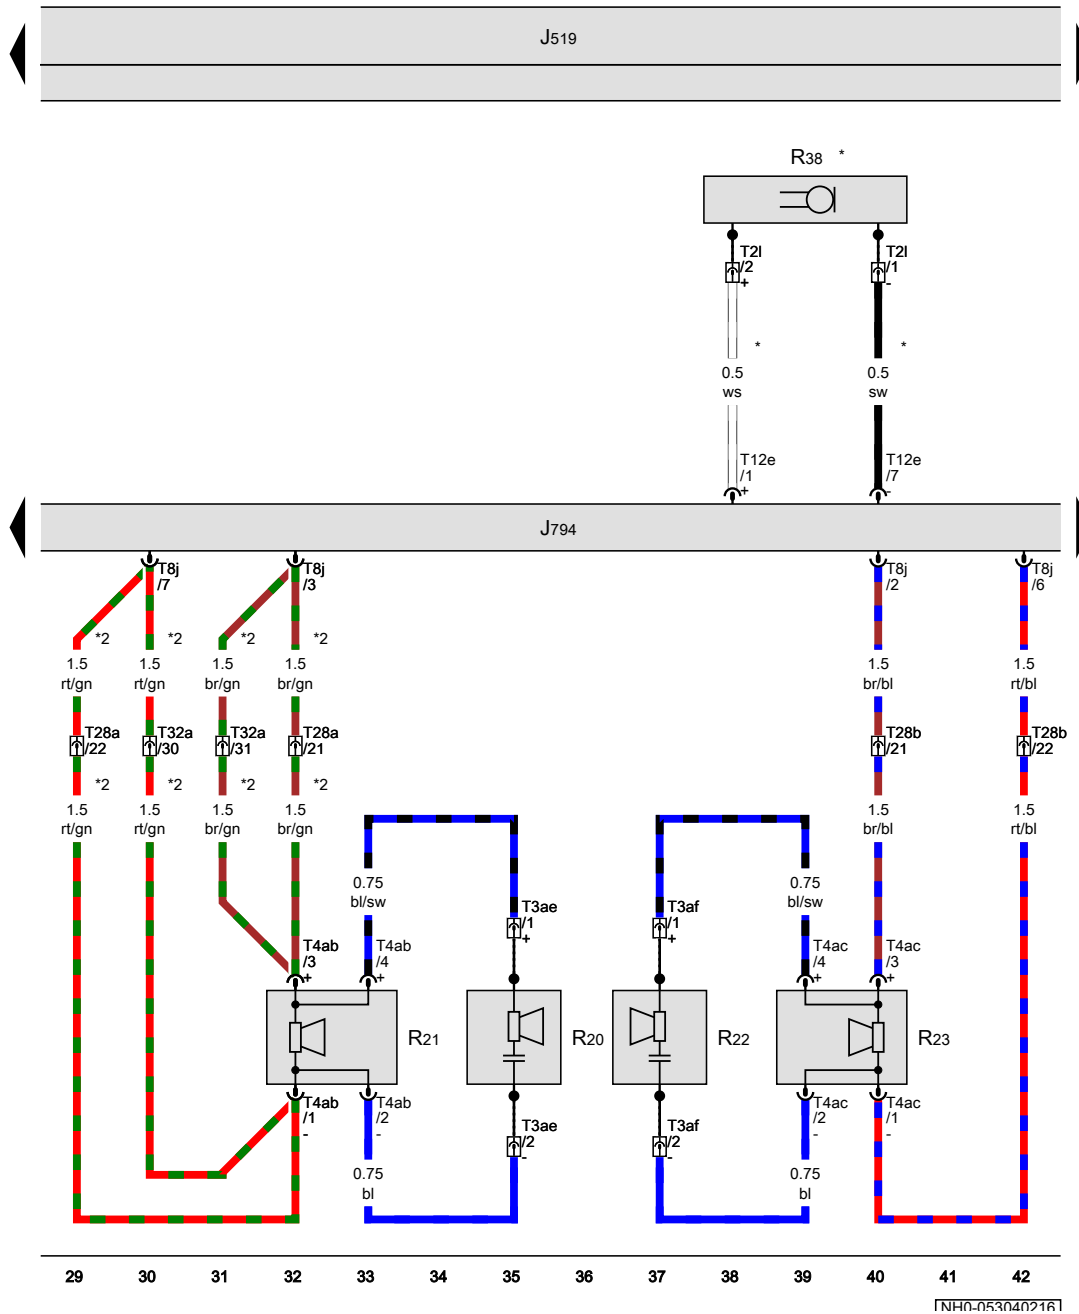 J519
R38 *
T2l
/2
+
T2l
/1
-
*
*
0.5
ws
0.5
sw
T12e
/1
+
T12e
/7
-
J794
T8j
/7
T8j
/3
T8j
/2
T8j
/6
*2
*2
*2
*2
1.5
rt/gn
1.5
rt/gn
1.5
br/gn
1.5
br/gn
1.5
br/bl
1.5
rt/bl
T28a
/22
T32a
/30
T32a
/31
T28a
/21
T28b
/21
T28b
/22
*2
*2
*2
*2
1.5
rt/gn
1.5
rt/gn
1.5
br/gn
1.5
br/gn
1.5
br/bl
1.5
rt/bl
0.75
bl/sw
0.75
bl/sw
T3ae
/1
+
T3af
/1
+
T4ab
/3
+
T4ab
/4
+
T4ac
/4
+
T4ac
/3
+
R21
R20
R22
R23
T4ab
/1
-
T4ab
/2
-
T3ae
/2
-
T3af
/2
-
T4ac
/2
-
T4ac
/1
-
0.75
bl
0.75
bl
29 30 31 32 33 34 35 36 37 38 39 40 41 42
NH0-053040216